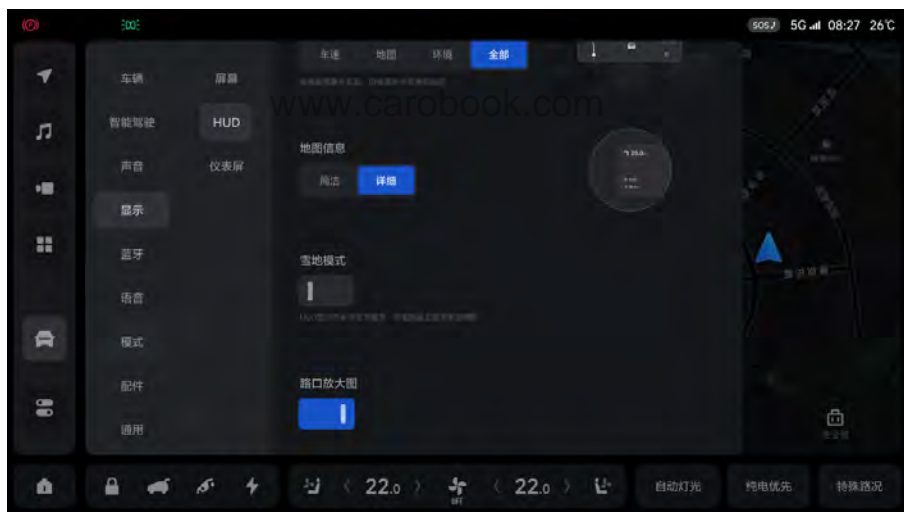 SOS
5G 08:27 26℃
车速 地图 环境 全部
车辆 屏幕
www.carobook.com
智能驾驶 HUD
地图信息
声音 仪表屏
简洁 详细
显示
蓝牙
雪地模式
语音
模式
路口放大图
配件
通用
22.0 OFF 22.0 自动灯光 纯电优先 特殊路况